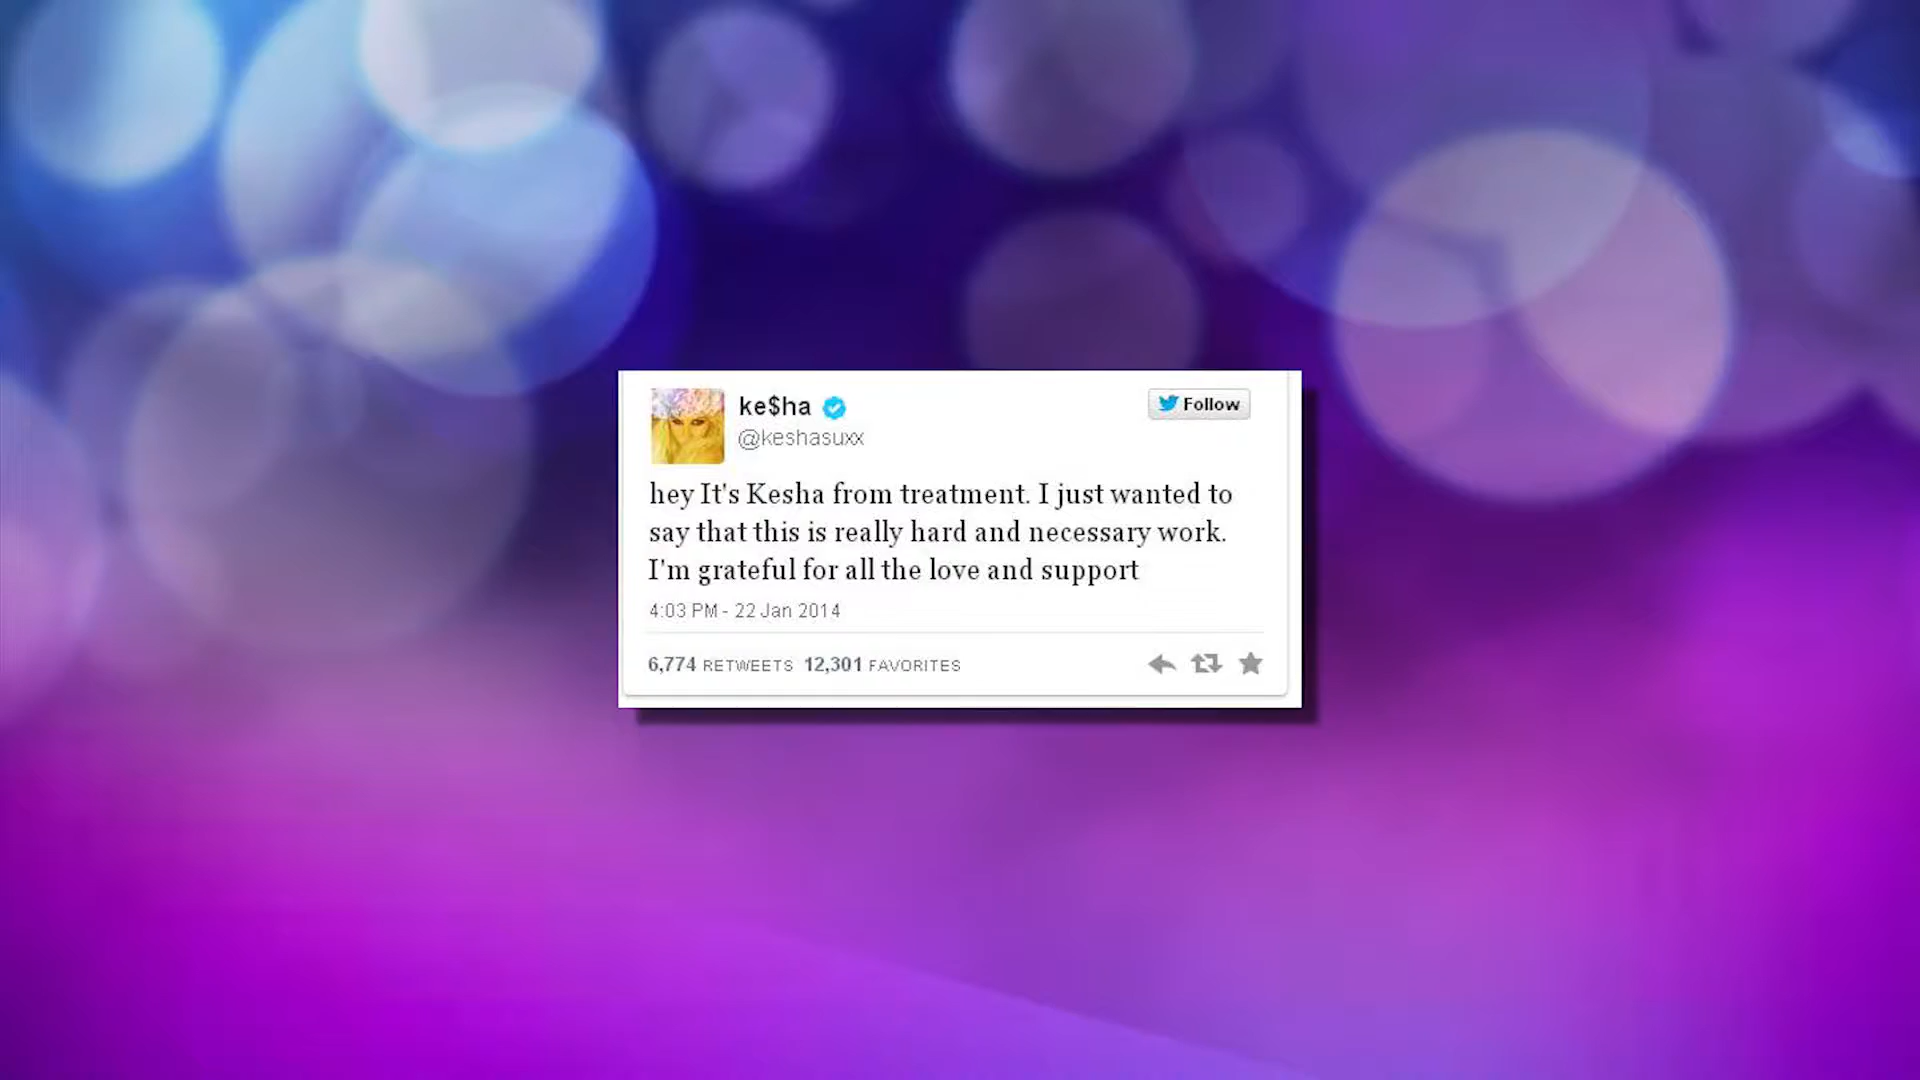 ke$ha
Follow
@keshasuxx
hey It's Kesha from treatment. I just wanted to
say that this is really hard and necessary work.
I'm grateful for all the love and support
4:03 PM - 22 Jan 2014
6,774 RETWEETS 12,301 FAVORITES